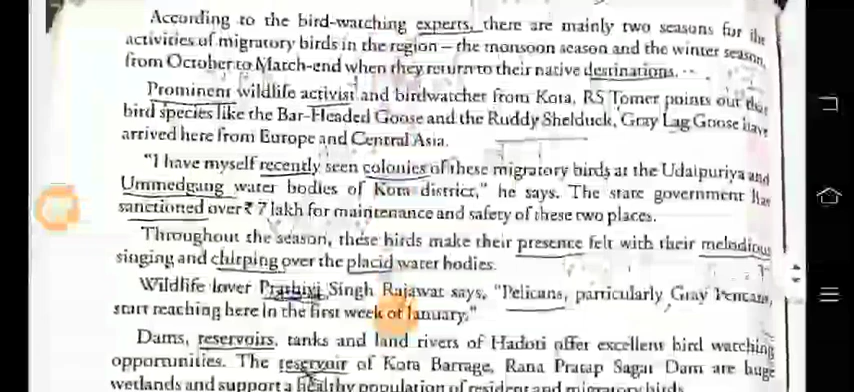 According to the bird-watching experts, there are mainly two seasons for the
activities of migratory birds in the region – the monsoon season and the winter season,
from October to March-end when they return to their native destinations.
Prominent wildlife activist and birdwatcher from Kota, RS Tomer points out that
bird species like the Bar-Headed Goose and the Ruddy Shelduck, Gray Lag Goose have
arrived here from Europe and Central Asia.
"I have myself recently seen colonies of these migratory birds at the Udaipuriya and
Ummedgung water bodies of Kota district," he says. The state government has
sanctioned over ₹ 7 lakh for maintenance and safety of these two places.
Throughout the season, these birds make their presence felt with their melodious
singing and chirping over the placid water bodies.
Wildlife lover Prathivi Singh Rajawat says, "Pelicans, particularly Gray
start reaching here in the first week of January."
Dams, reservoirs, tanks and land rivers of Hadoti offer excellent bird watching
opportunities. The reservoir of Kota Barrage, Rana Pratap Sagar Dam are huge
wetlands and support a healthy population of resident and migratory birds.